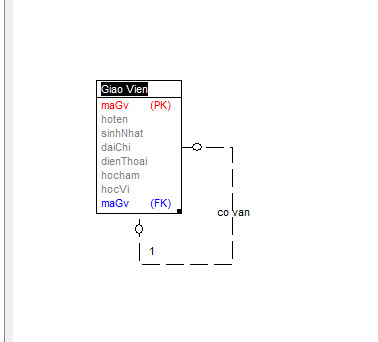 Giao Vien
maGv (PK)
hoten
sinhNhat
daiChi
dienThoai
hocham
hocVi
maGv (FK)
co van
1